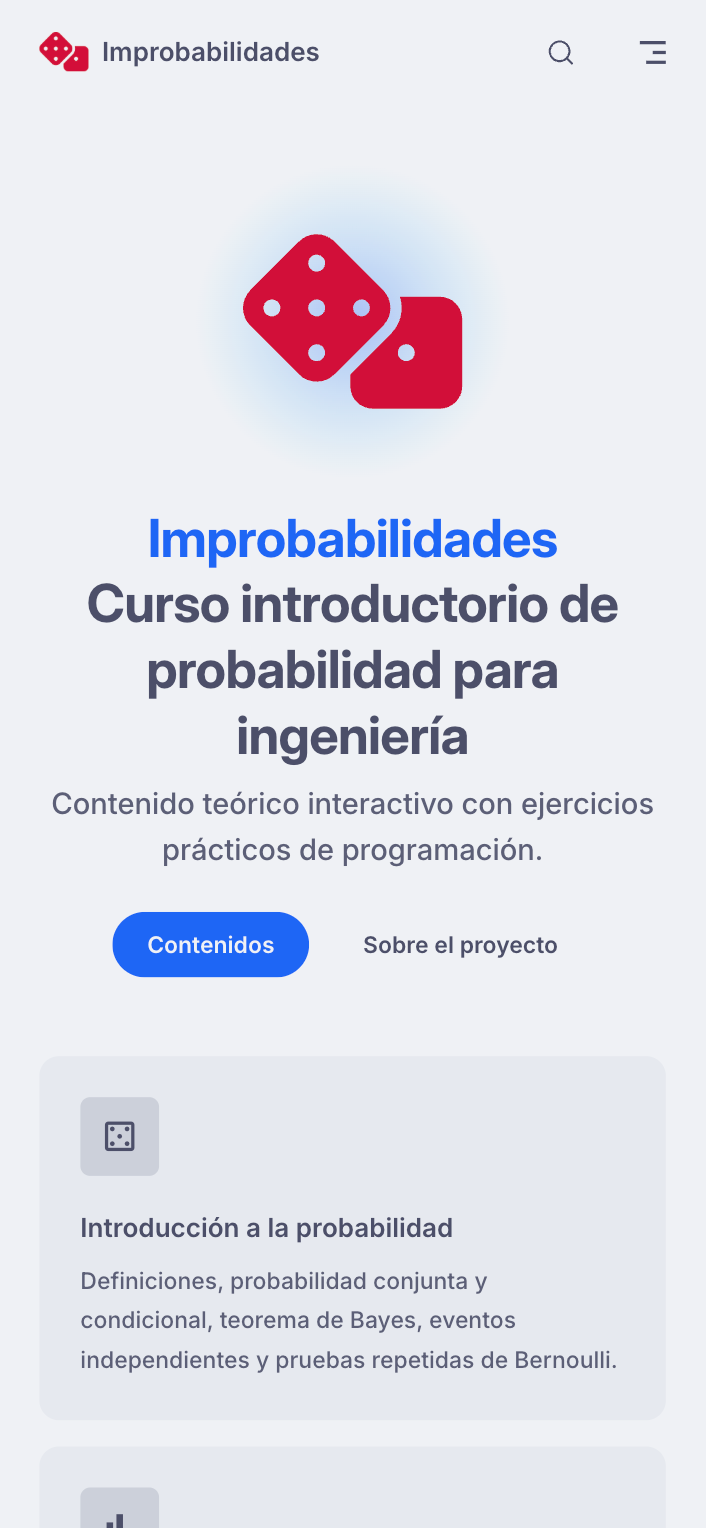 Improbabilidades
Improbabilidades
Curso introductorio de
probabilidad para
ingeniería
Contenido teórico interactivo con ejercicios
prácticos de programación.
Contenidos
Sobre el proyecto
Introducción a la probabilidad
Definiciones, probabilidad conjunta y
condicional, teorema de Bayes, eventos
independientes y pruebas repetidas de Bernoulli.